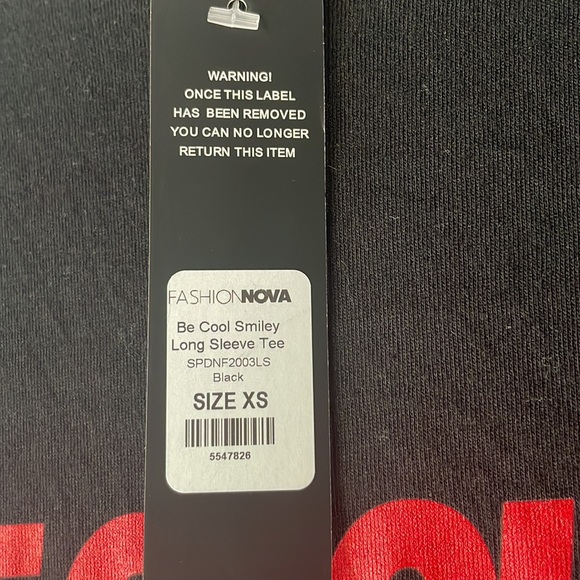 WARNING!
ONCE THIS LABEL
HAS BEEN REMOVED
YOU CAN NO LONGER
RETURN THIS ITEM
FASHIONNOVA
Be Cool Smiley
Long Sleeve Tee
SPDNF2003LS
Black
SIZE XS
5547826